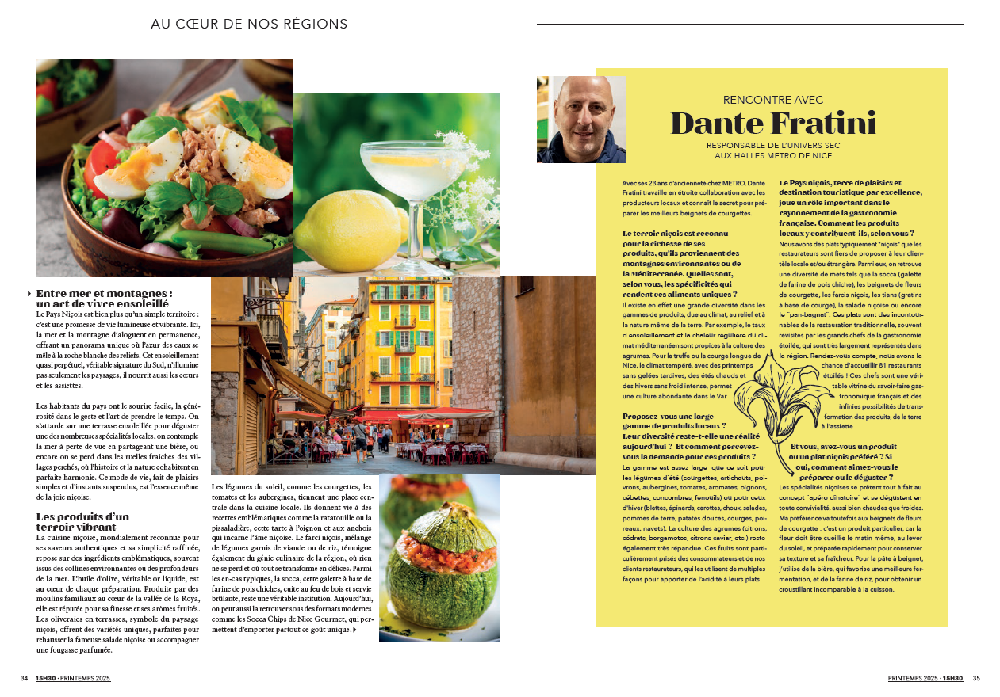 AU CŒUR DE NOS RÉGIONS
Entre mer et montagnes :
un art de vivre ensoleillé
Le Pays Niçois est bien plus qu'un simple territoire :
c'est une promesse de vie lumineuse et vibrante. Ici,
la mer et la montagne dialoguent en permanence,
offrant un panorama unique où l'azur des eaux se
mêle à la roche blanche des reliefs. Cet ensoleillement
quasi perpétuel, véritable signature du Sud, n'illumine
pas seulement les paysages, il nourrit aussi les cœurs
et les assiettes.
Les habitants du pays ont le sourire facile, la géné-
rosité dans le geste et l'art de prendre le temps. On
s'attarde sur une terrasse ensoleillée pour déguster
une des nombreuses spécialités locales, on contemple
la mer à perte de vue en partageant une bière, ou
encore on se perd dans les ruelles fraîches des vil-
lages perchés, où l'histoire et la nature cohabitent en
parfaite harmonie. Ce mode de vie, fait de plaisirs
simples et d'instants suspendus, est l'essence même
de la joie niçoise.
Les produits d'un
terroir vibrant
La cuisine niçoise, mondialement reconnue pour
ses saveurs authentiques et sa simplicité raffinée,
repose sur des ingrédients emblématiques, souvent
issus des collines environnantes ou des profondeurs
de la mer. L'huile d'olive, véritable or liquide, est
au cœur de chaque préparation. Produite par des
moulins familiaux au cœur de la vallée de la Roya,
elle est réputée pour sa finesse et ses arômes fruités.
Les oliveraies en terrasses, symbole du paysage
niçois, offrent des variétés uniques, parfaites pour
rehausser la fameuse salade niçoise ou accompagner
une fougasse parfumée.
Les légumes du soleil, comme les courgettes, les
tomates et les aubergines, tiennent une place cen-
trale dans la cuisine locale. Ils donnent vie à des
recettes emblématiques comme la ratatouille ou la
pissaladière, cette tarte à l'oignon et aux anchois
qui incarne l'âme niçoise. Le farci niçois, mélange
de légumes garnis de viande ou de riz, témoigne
également du génie culinaire de la région, où rien
ne se perd et où tout se transforme en délices. Parmi
les en-cas typiques, la socca, cette galette à base de
farine de pois chiches, cuite au feu de bois et servie
brûlante, reste une véritable institution. Aujourd'hui,
on peut aussi la retrouver sous des formats modernes
comme les Socca Chips de Nice Gourmet, qui per-
mettent d'emporter partout ce goût unique.
34 15H30 · PRINTEMPS 2025
RENCONTRE AVEC
Dante Fratini
RESPONSABLE DE L'UNIVERS SEC
AUX HALLES METRO DE NICE
Avec ses 23 ans d'ancienneté chez METRO, Dante
Fratini travaille en étroite collaboration avec les
producteurs locaux et connaît le secret pour pré-
parer les meilleurs beignets de courgettes.
Le terroir niçois est reconnu
pour la richesse de ses
produits, qu'ils proviennent des
montagnes environnantes ou de
la Méditerranée. Quelles sont,
selon vous, les spécificités qui
rendent ces aliments uniques ?
Il existe en effet une grande diversité dans les
gammes de produits, due au climat, au relief et à
la nature même de la terre. Par exemple, le taux
d'ensoleillement et la chaleur régulière du cli-
mat méditerranéen sont propices à la culture des
agrumes. Pour la truffe ou la courge longue de
Nice, le climat tempéré, avec des printemps
sans gelées tardives, des étés chauds et
des hivers sans froid intense, permet
une culture abondante dans le Var.
Proposez-vous une large
gamme de produits locaux ?
Leur diversité reste-t-elle une réalité
aujourd'hui ? Et comment percevez-
vous la demande pour ces produits ?
La gamme est assez large, que ce soit pour
les légumes d'été (courgettes, artichauts, poi-
vrons, aubergines, tomates, aromates, oignons,
cébettes, concombres, fenouils) ou pour ceux
d'hiver (blettes, épinards, carottes, choux, salades,
pommes de terre, patates douces, courges, poi-
reaux, navets). La culture des agrumes (citrons,
cédrats, bergamotes, citrons caviar, etc.) reste
également très répandue. Ces fruits sont parti-
culièrement prisés des consommateurs et de nos
clients restaurateurs, qui les utilisent de multiples
façons pour apporter de l'acidité à leurs plats.
Le Pays niçois, terre de plaisirs et
destination touristique par excellence,
joue un rôle important dans le
rayonnement de la gastronomie
française. Comment les produits
locaux y contribuent-ils, selon vous ?
Nous avons des plats typiquement "niçois" que les
restaurateurs sont fiers de proposer à leur clien-
tèle locale et/ou étrangère. Parmi eux, on retrouve
une diversité de mets tels que la socca (galette
de farine de pois chiche), les beignets de fleurs
de courgette, les farcis niçois, les tians (gratins
à base de courge), la salade niçoise ou encore
le "pan-bagnat". Ces plats sont des incontour-
nables de la restauration traditionnelle, souvent
revisités par les grands chefs de la gastronomie
étoilée, qui sont très largement représentés dans
la région. Rendez-vous compte, nous avons la
chance d'accueillir 81 restaurants
étoilés ! Ces chefs sont une véri-
table vitrine du savoir-faire gas-
tronomique français et des
infinies possibilités de trans-
formation des produits, de la terre
à l'assiette.
Et vous, avez-vous un produit
ou un plat niçois préféré ? Si
oui, comment aimez-vous le
préparer ou le déguster ?
Les spécialités niçoises se prêtent tout à fait au
concept "apéro dînatoire" et se dégustent en
toute convivialité, aussi bien chaudes que froides.
Ma préférence va toutefois aux beignets de fleurs
de courgette : c'est un produit particulier, car la
fleur doit être cueillie le matin même, au lever
du soleil, et préparée rapidement pour conserver
sa texture et sa fraîcheur. Pour la pâte à beignet,
j'utilise de la bière, qui favorise une meilleure fer-
mentation, et de la farine de riz, pour obtenir un
croustillant incomparable à la cuisson.
PRINTEMPS 2025 · 15H30 35